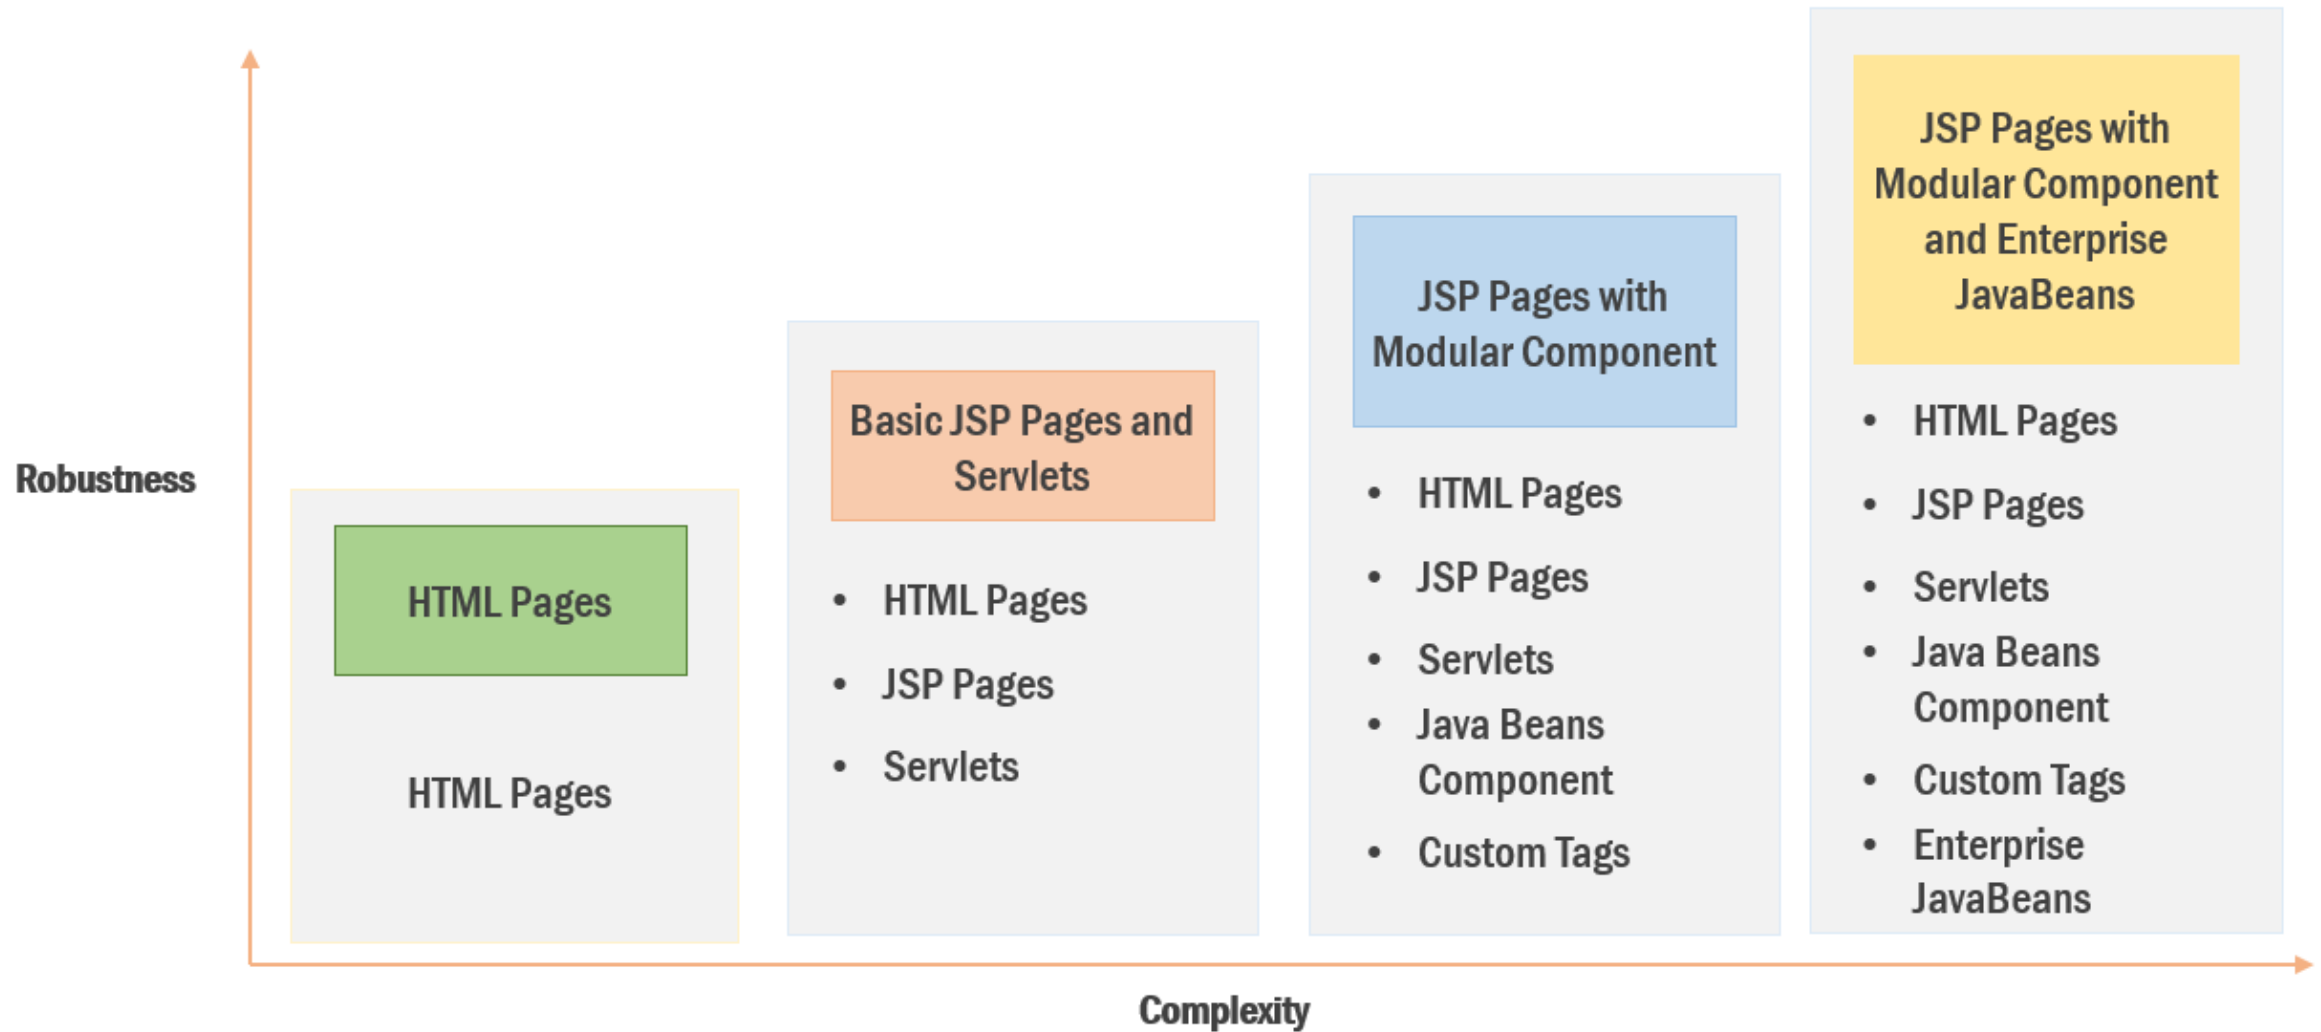 Robustness
HTML Pages
HTML Pages
Basic JSP Pages and
Servlets
• HTML Pages
• JSP Pages
• Servlets
JSP Pages with
Modular Component
• HTML Pages
• JSP Pages
• Servlets
• Java Beans
Component
• Custom Tags
JSP Pages with
Modular Component
and Enterprise
JavaBeans
• HTML Pages
• JSP Pages
• Servlets
• Java Beans
Component
• Custom Tags
• Enterprise
JavaBeans
Complexity